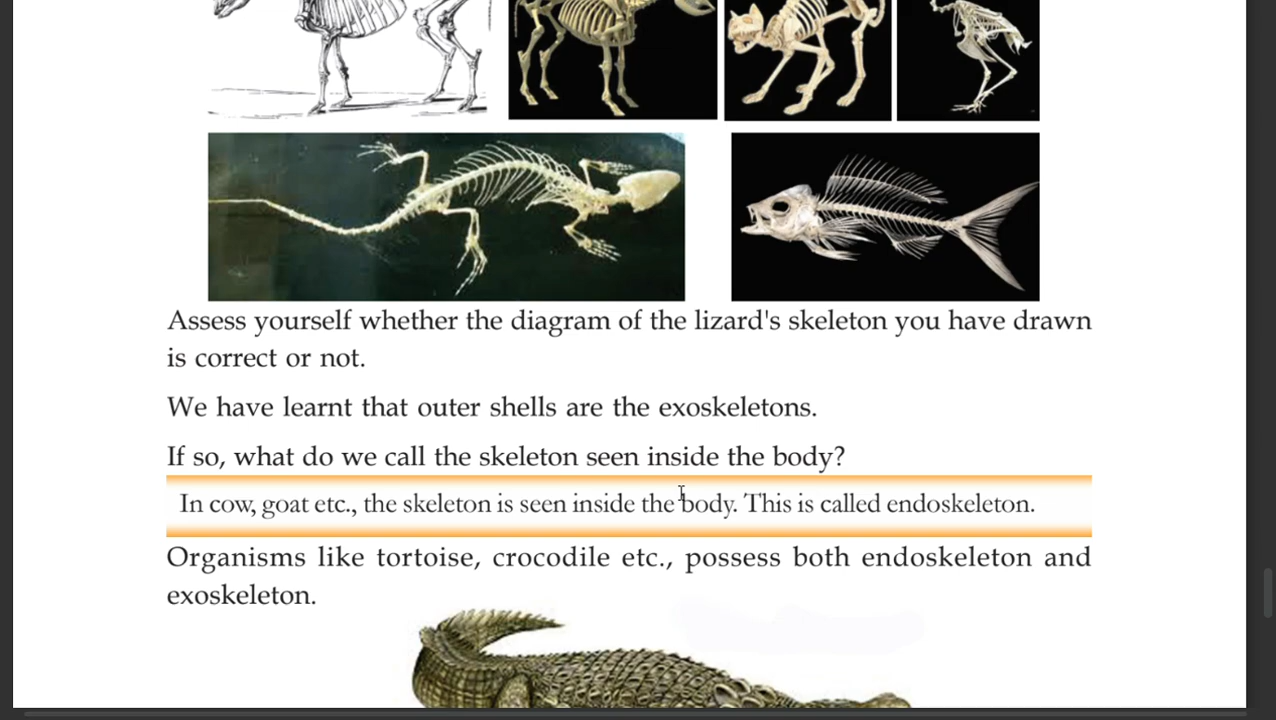 Assess yourself whether the diagram of the lizard's skeleton you have drawn
is correct or not.
We have learnt that outer shells are the exoskeletons.
If so, what do we call the skeleton seen inside the body?
In cow, goat etc., the skeleton is seen inside the body. This is called endoskeleton.
Organisms like tortoise, crocodile etc., possess both endoskeleton and
exoskeleton.